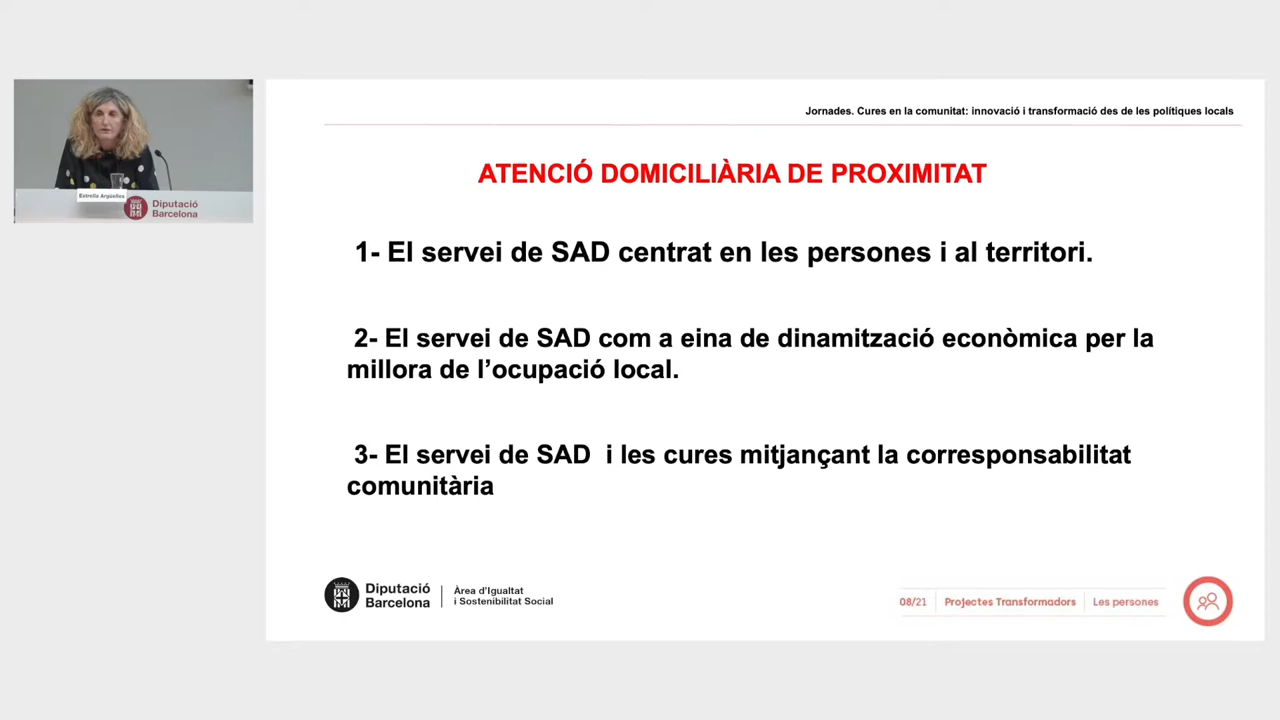 Jornades. Cures en la comunitat: innovació i transformació des de les polítiques locals
ATENCIÓ DOMICILIÀRIA DE PROXIMITAT
1- El servei de SAD centrat en les persones i al territori.
2- El servei de SAD com a eina de dinamització econòmica per la
millora de l’ocupació local.
3- El servei de SAD i les cures mitjançant la corresponsabilitat
comunitària
Estrella Argüelles
Diputació
Barcelona
Diputació
Barcelona
Àrea d’Igualtat
i Sostenibilitat Social
08/21
Projectes Transformadors
Les persones